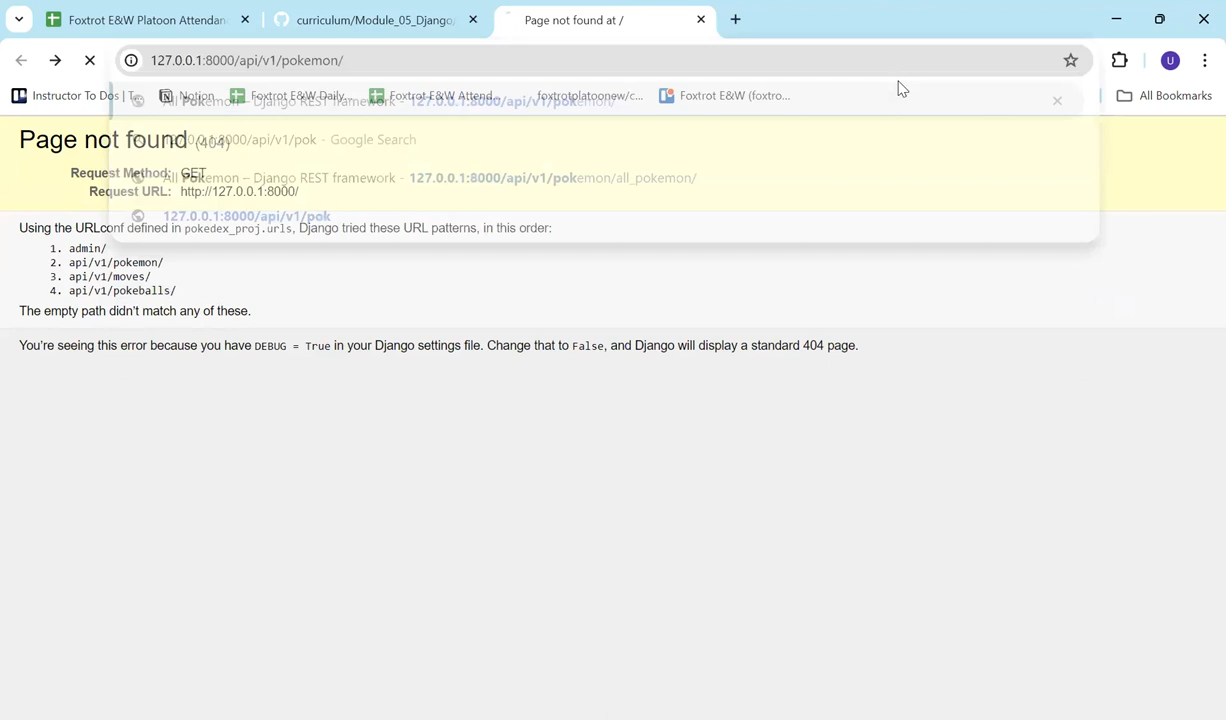 Foxtrot E&W Platoon Attendan
curriculum/Module_05_Django/
Page not found at /
127.0.0.1:8000/api/v1/pokemon/
Instructor To Dos | T...
Notion
Foxtrot E&W Daily...
Foxtrot E&W Attend...
foxtrotplatoonew/c...
Foxtrot E&W (foxtro...
All Bookmarks
All Pokemon – Django REST framework - 127.0.0.1:8000/api/v1/pokemon/
127.0.0.1:8000/api/v1/pok - Google Search
All Pokemon – Django REST framework - 127.0.0.1:8000/api/v1/pokemon/all_pokemon/
127.0.0.1:8000/api/v1/pok
Page not found (404)
Request Method: GET
Request URL: http://127.0.0.1:8000/
Using the URLconf defined in pokedex_proj.urls, Django tried these URL patterns, in this order:
1. admin/
2. api/v1/pokemon/
3. api/v1/moves/
4. api/v1/pokeballs/
The empty path didn't match any of these.
You're seeing this error because you have DEBUG = True in your Django settings file. Change that to False, and Django will display a standard 404 page.
U